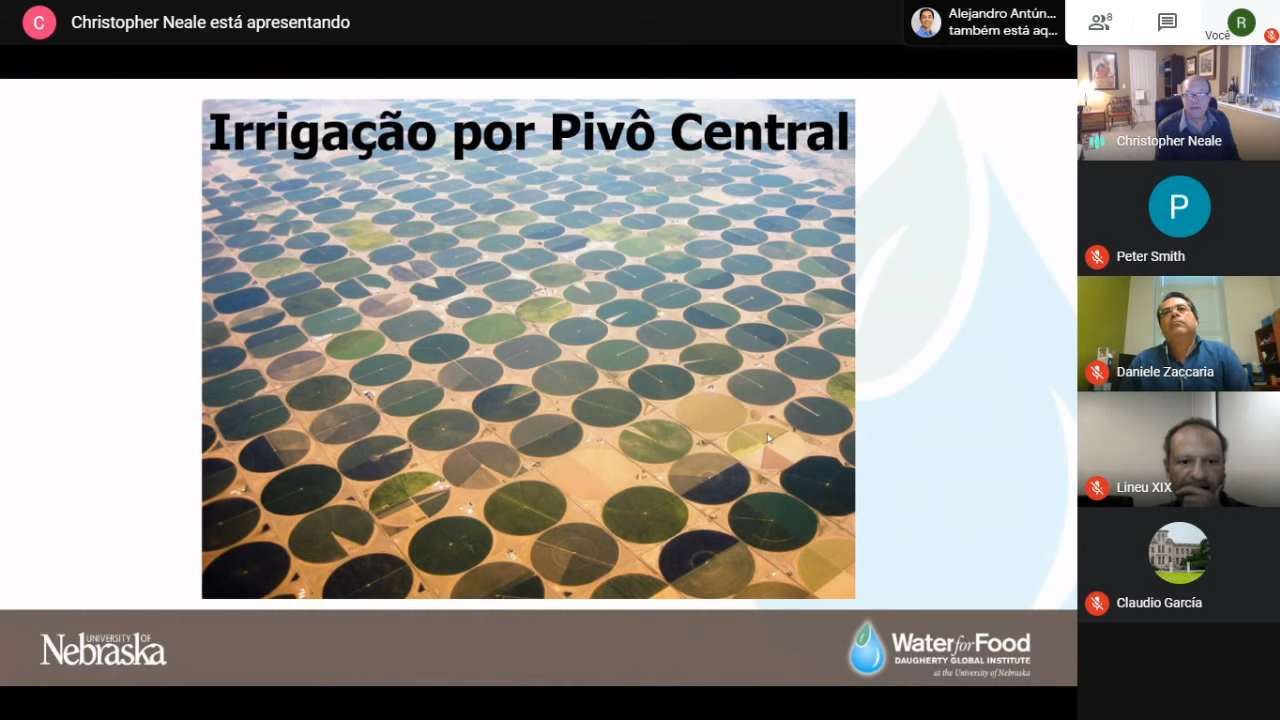 C
Christopher Neale está apresentando
Alejandro Antún...
também está aq...
8
Você
R
Irrigação por Pivô Central
Christopher Neale
P
Peter Smith
Daniele Zaccaria
Lineu XIX
Claudio García
UNIVERSITY OF
Nebraska
Water for Food
DAUGHERTY GLOBAL INSTITUTE
at the University of Nebraska